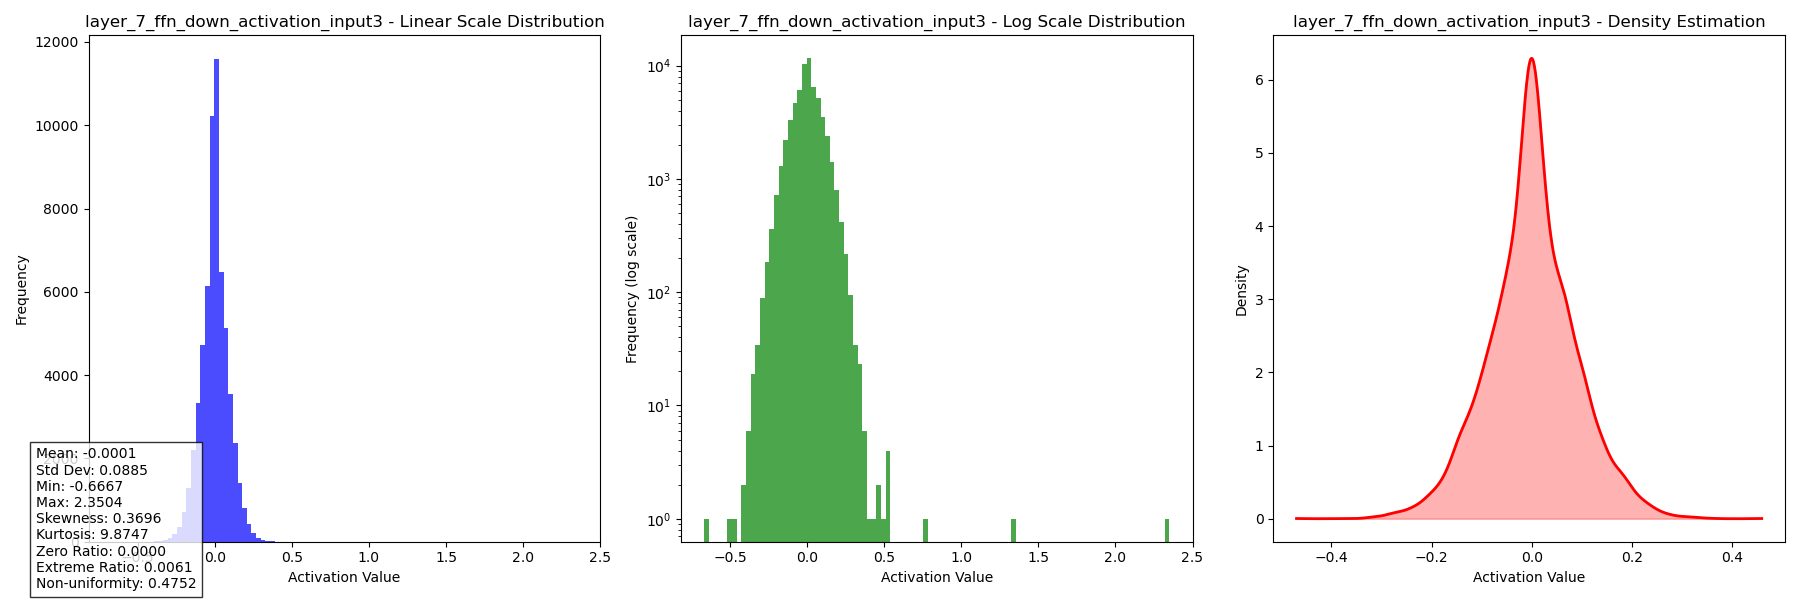 layer_7_ffn_down_activation_input3 - Linear Scale Distribution
12000
10000
8000
6000
4000
2000
0
Frequency
Mean: -0.0001
Std Dev: 0.0885
Min: -0.6667
Max: 2.3504
Skewness: 0.3696
Kurtosis: 9.8747
Zero Ratio: 0.0000
Extreme Ratio: 0.0061
Non-uniformity: 0.4752
0.0
0.5
1.0
1.5
2.0
2.5
Activation Value
layer_7_ffn_down_activation_input3 - Log Scale Distribution
10⁴
10³
10²
10¹
10⁰
Frequency (log scale)
−0.5
0.0
0.5
1.0
1.5
2.0
2.5
Activation Value
layer_7_ffn_down_activation_input3 - Density Estimation
6
5
4
3
2
1
0
Density
−0.4
−0.2
0.0
0.2
0.4
Activation Value